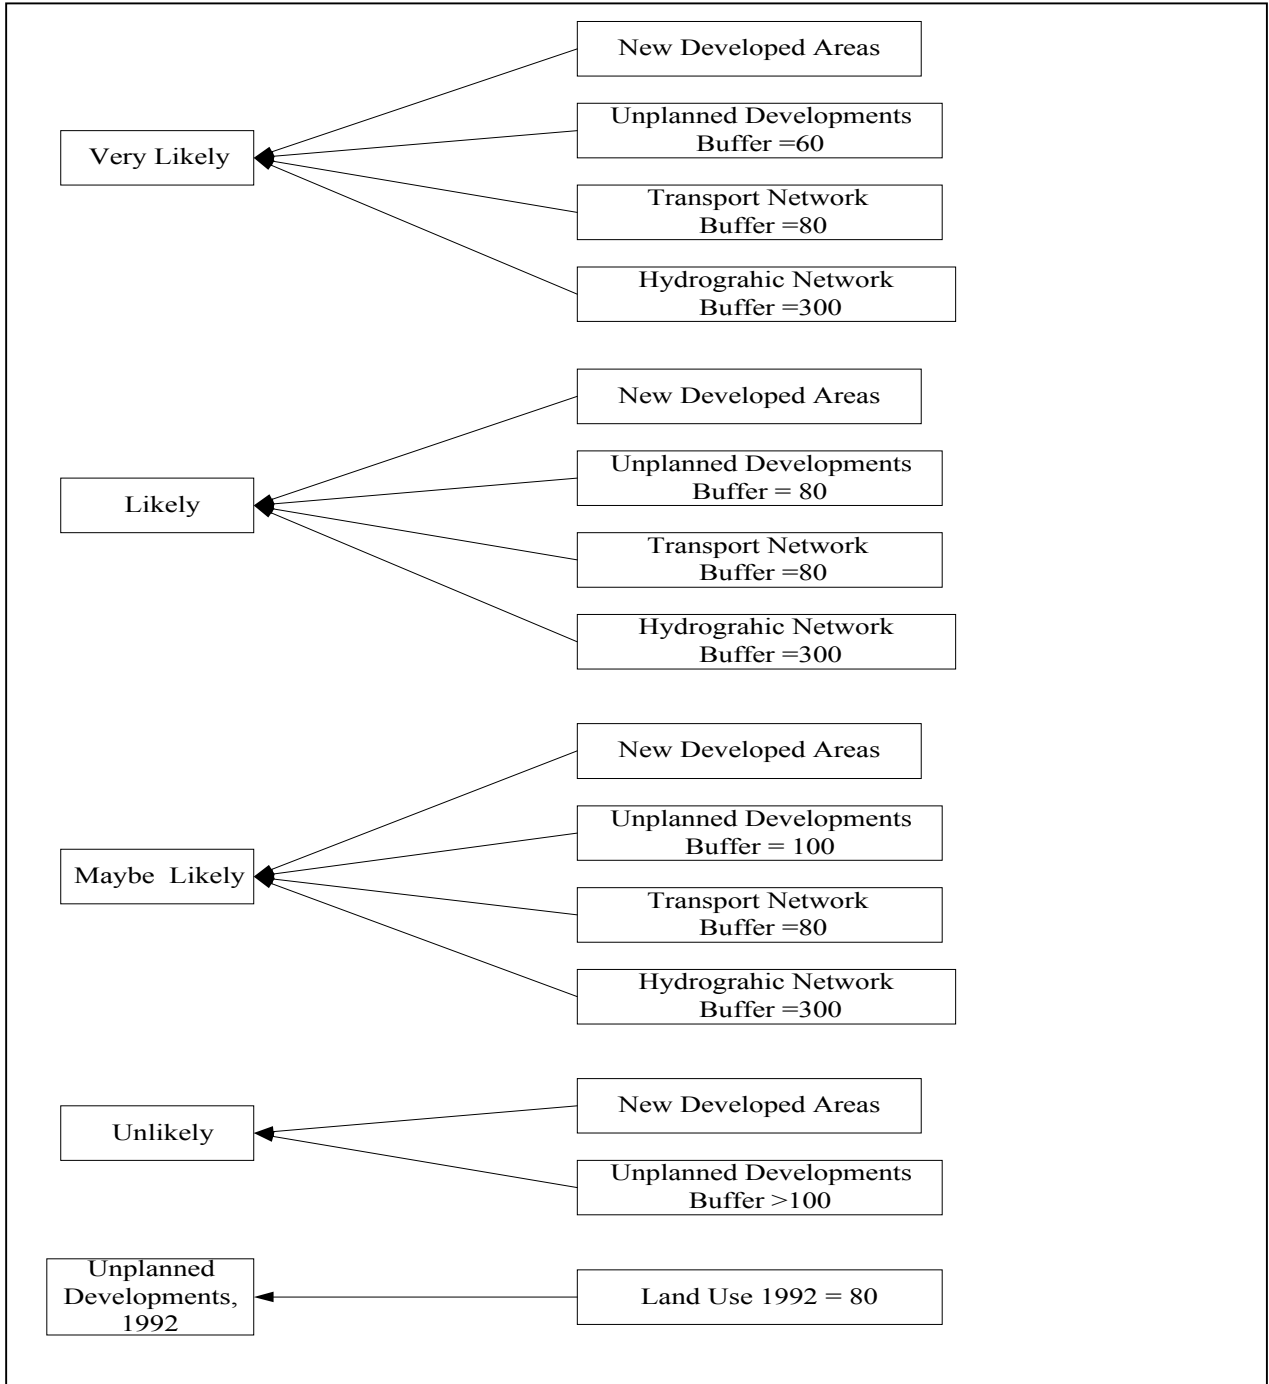 New Developed Areas
Unplanned Developments
Buffer =60
Very Likely
Transport Network
Buffer =80
Hydrograhic Network
Buffer =300
New Developed Areas
Unplanned Developments
Buffer = 80
Likely
Transport Network
Buffer =80
Hydrograhic Network
Buffer =300
New Developed Areas
Unplanned Developments
Buffer = 100
Maybe  Likely
Transport Network
Buffer =80
Hydrograhic Network
Buffer =300
New Developed Areas
Unlikely
Unplanned Developments
Buffer >100
Unplanned
Developments,
1992
Land Use 1992 = 80